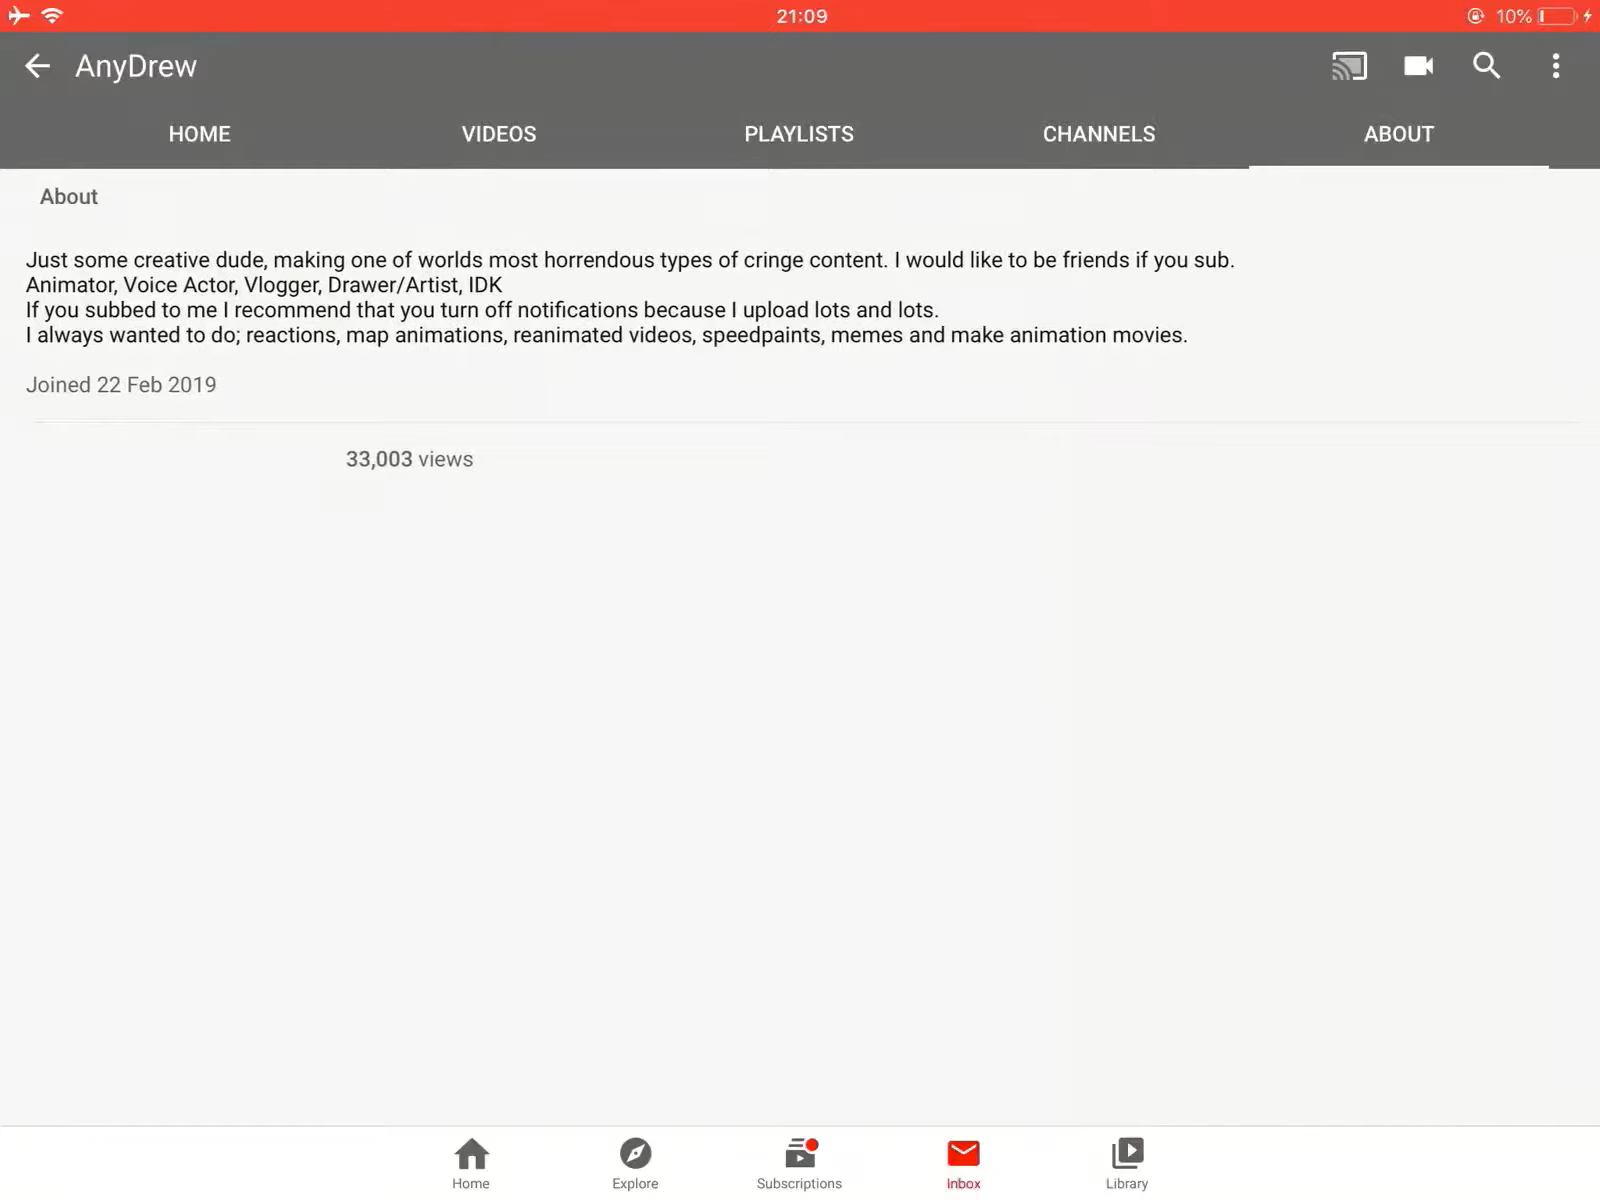 21:09
10%
AnyDrew
HOME VIDEOS PLAYLISTS CHANNELS ABOUT
About
Just some creative dude, making one of worlds most horrendous types of cringe content. I would like to be friends if you sub.
Animator, Voice Actor, Vlogger, Drawer/Artist, IDK
If you subbed to me I recommend that you turn off notifications because I upload lots and lots.
I always wanted to do; reactions, map animations, reanimated videos, speedpaints, memes and make animation movies.
Joined 22 Feb 2019
33,003 views
Home Explore Subscriptions Inbox Library